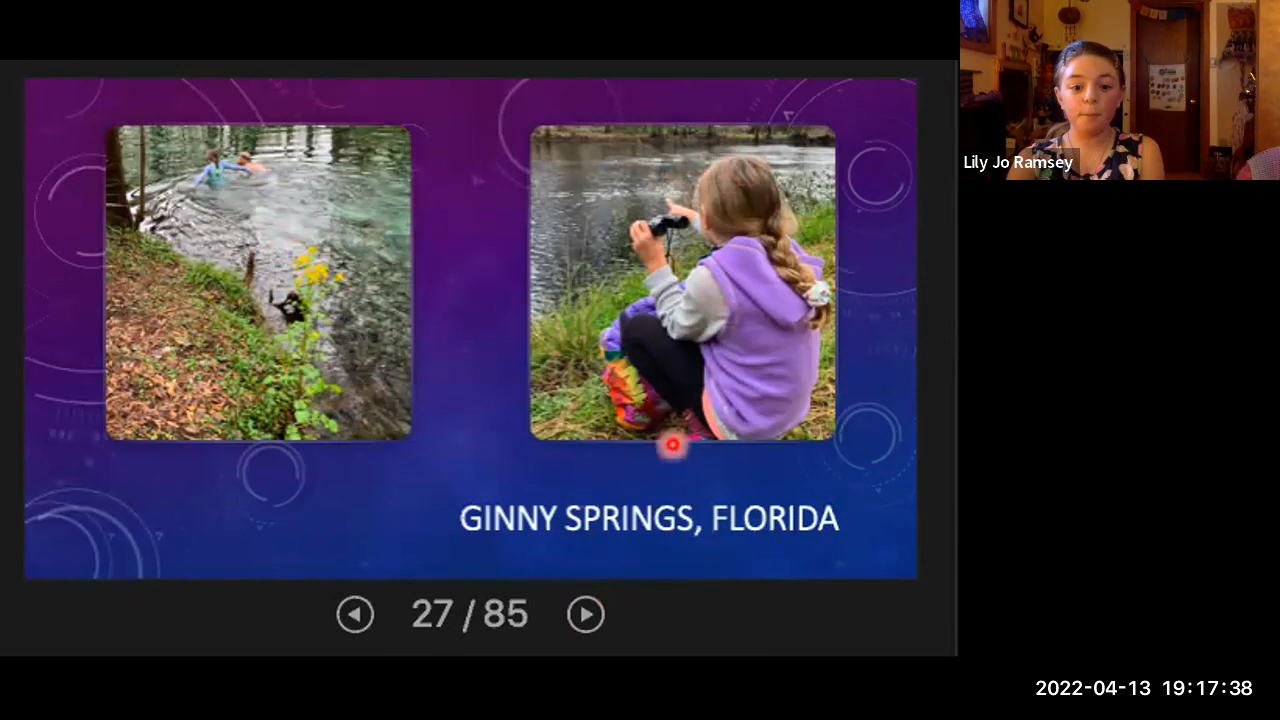 Lily Jo Ramsey
GINNY SPRINGS, FLORIDA
27 / 85
2022-04-13 19:17:38